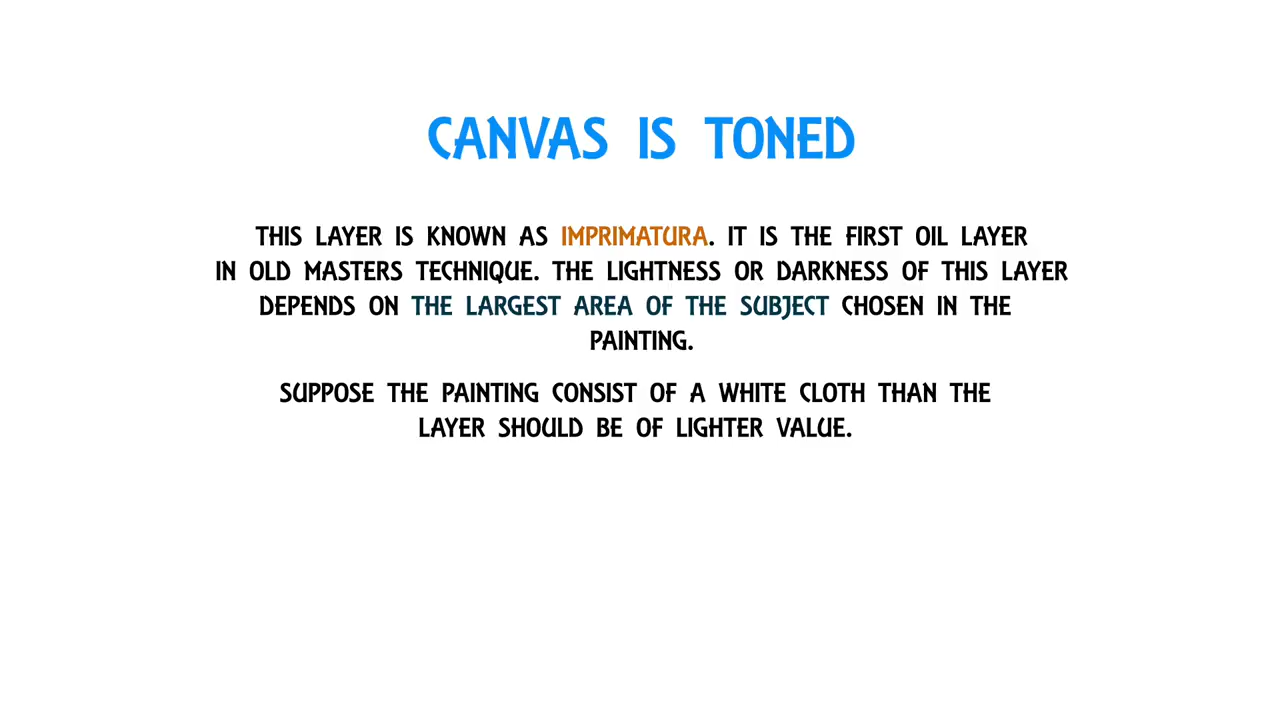 CANVAS IS TONED
THIS LAYER IS KNOWN AS IMPRIMATURA. IT IS THE FIRST OIL LAYER
IN OLD MASTERS TECHNIQUE. THE LIGHTNESS OR DARKNESS OF THIS LAYER
DEPENDS ON THE LARGEST AREA OF THE SUBJECT CHOSEN IN THE
PAINTING.
SUPPOSE THE PAINTING CONSIST OF A WHITE CLOTH THAN THE
LAYER SHOULD BE OF LIGHTER VALUE.